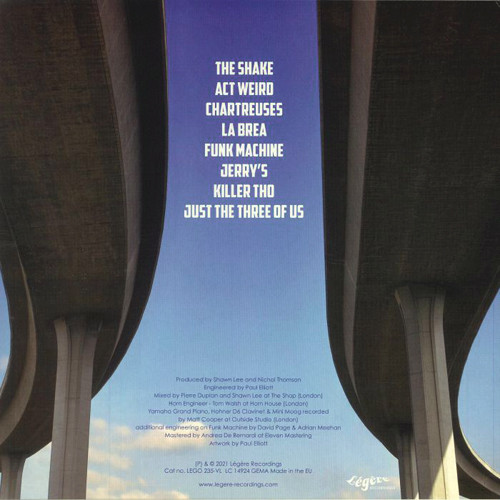 THE SHAKE
ACT WEIRD
CHARTREUSES
LA BREA
FUNK MACHINE
JERRY'S
KILLER THO
JUST THE THREE OF US
Produced by Shawn Lee and Nichol Thomson
Engineered by Paul Elliott
Mixed by Pierre Duplan and Shawn Lee at The Shop (London)
Horn Engineer - Tom Walsh at Horn House (London)
Yamaha Grand Piano, Hohner D6 Clavinet & Mini Moog recorded
by Matt Cooper at Outside Studio (London)
additional engineering on Funk Machine by David Page & Adrian Meehan
Mastered by Andrea De Bernardi at Eleven Mastering
Artwork by Paul Elliott
(P) & © 2021 Légère Recordings
Cat no. LEGO 235-VL LC 14924 GEMA Made in the EU
www.legere-recordings.com
Légère
recordings